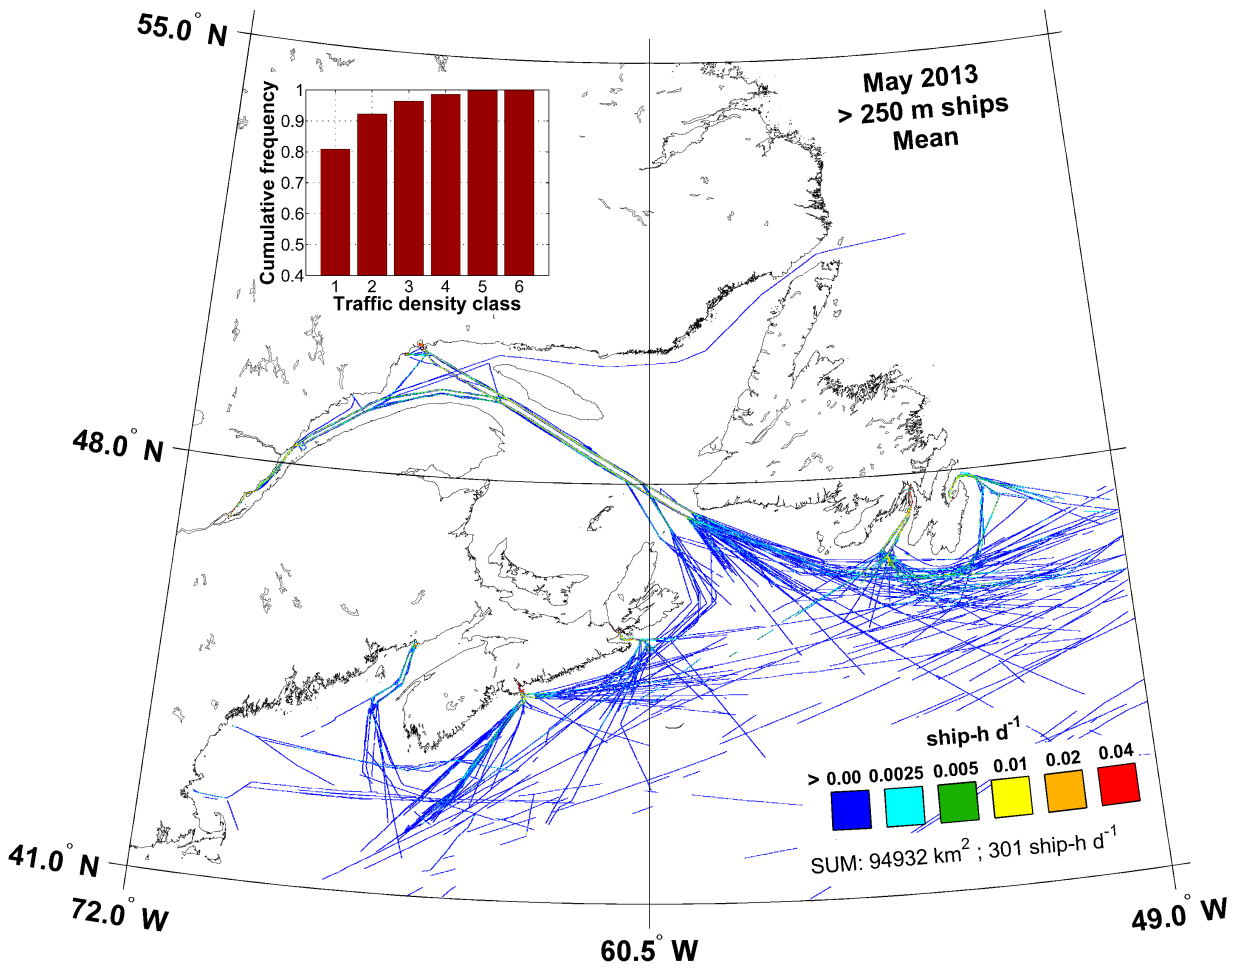 55.0° N
May 2013
> 250 m ships
Mean
Cumulative frequency
1
0.9
0.8
0.7
0.6
0.5
0.4
1 2 3 4 5 6
Traffic density class
48.0° N
ship-h d-1
> 0.00 0.0025 0.005 0.01 0.02 0.04
SUM: 94932 km2 ; 301 ship-h d-1
41.0° N
72.0° W
60.5° W
49.0° W